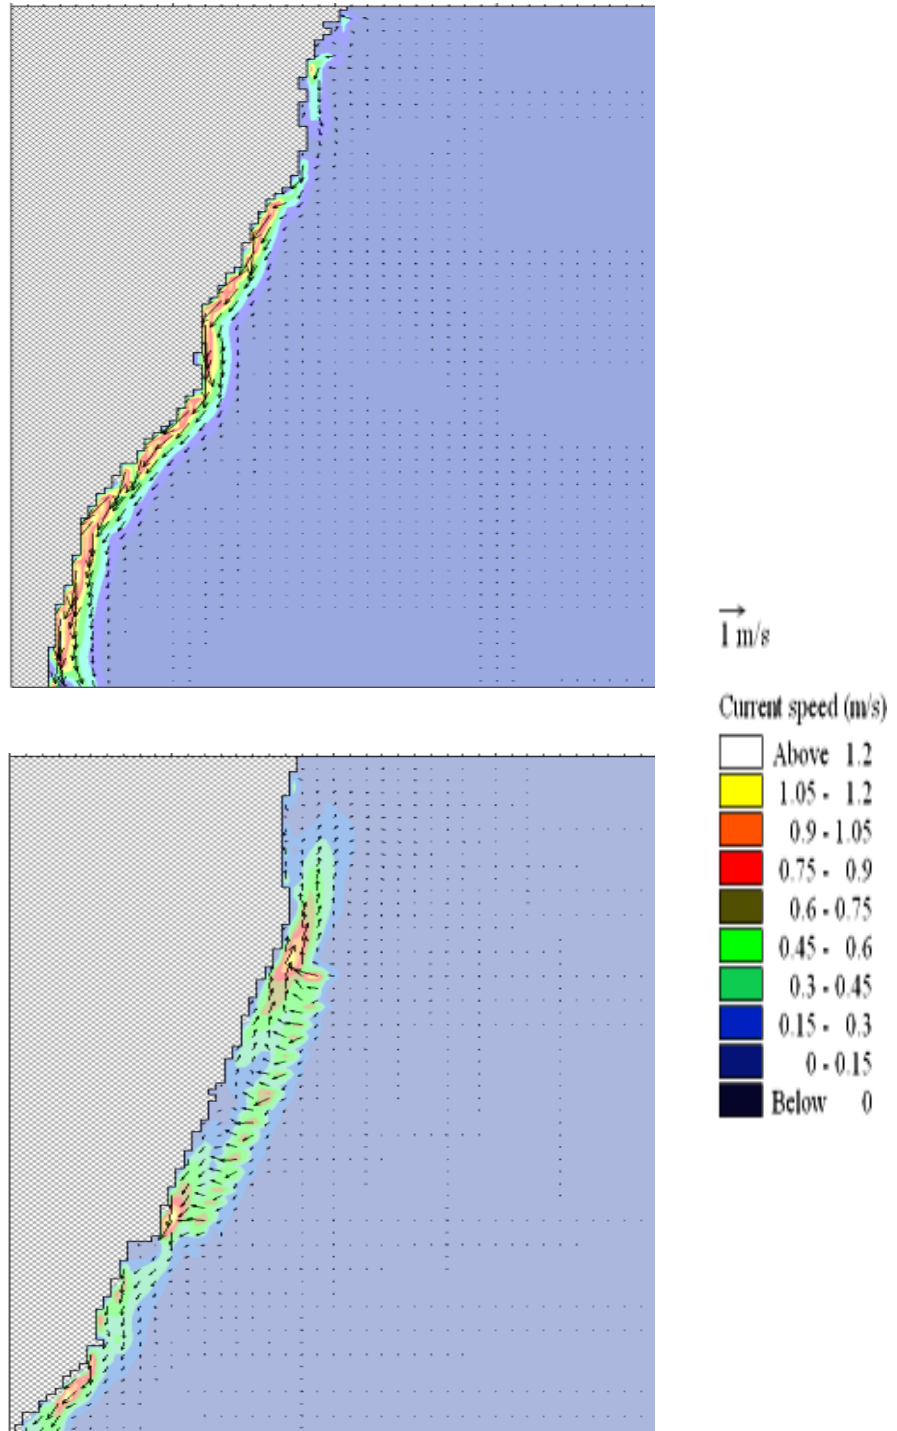 1 m/s
Current speed (m/s)
Above 1.2
1.05 - 1.2
0.9 - 1.05
0.75 - 0.9
0.6 - 0.75
0.45 - 0.6
0.3 - 0.45
0.15 - 0.3
0 - 0.15
Below 0